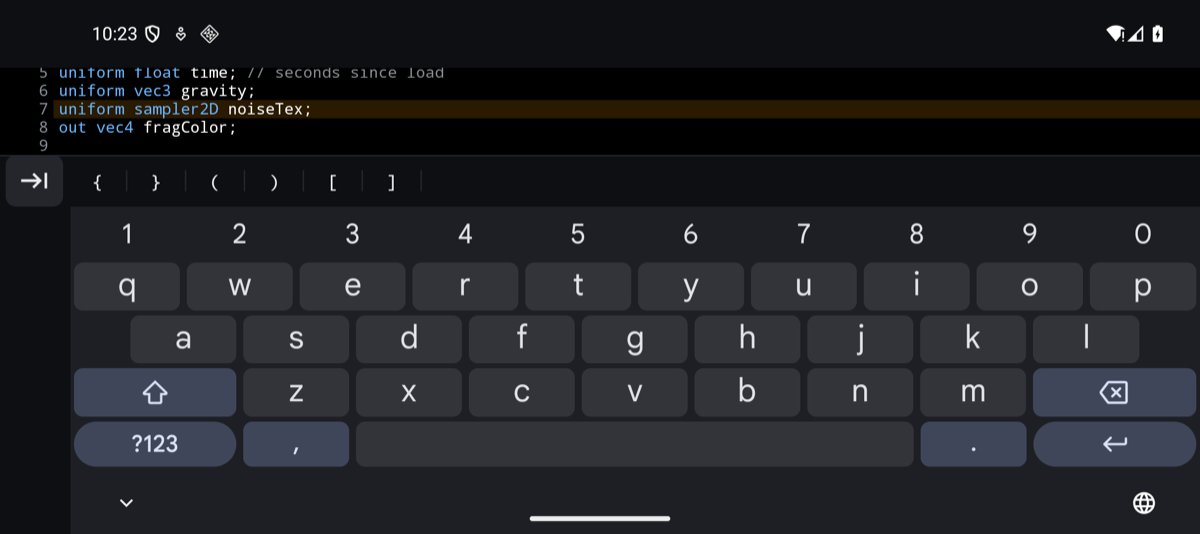 10:23
5 uniform float time; // seconds since load
6 uniform vec3 gravity;
7 uniform sampler2D noiseTex;
8 out vec4 fragColor;
9
{ } ( ) [ ]
1 2 3 4 5 6 7 8 9 0
q w e r t y u i o p
a s d f g h j k l
z x c v b n m
?123 , .